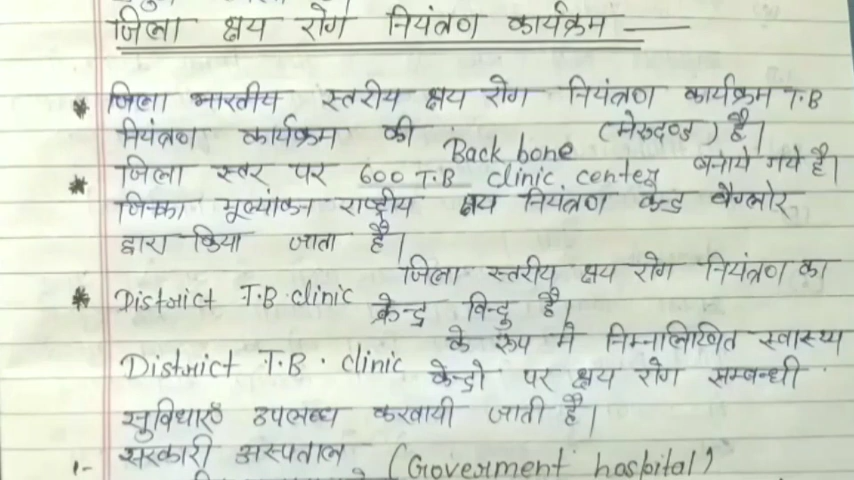 जिला क्षय रोग नियंत्रण कार्यक्रम —
* जिला भारतीय स्तरीय क्षय रोग नियंत्रण कार्यक्रम T.B
नियंत्रण कार्यक्रम की Back bone (मेरुदण्ड) है।
* जिला स्तर पर 600 T.B clinic center बनाये गये है।
जिनका मूल्यांकन राष्ट्रीय क्षय नियंत्रण केन्द्र बैंग्लोर
द्वारा किया जाता है।
* District T.B. clinic जिला स्तरीय क्षय रोग नियंत्रण का
केन्द्र बिन्दु है।
District T.B. clinic के रूप मे निम्नलिखित स्वास्थ्य
केन्द्रो पर क्षय रोग सम्बन्धी
सुविधाएँ उपलब्ध करवायी जाती है।
1- सरकारी अस्पताल (Goverment hospital)